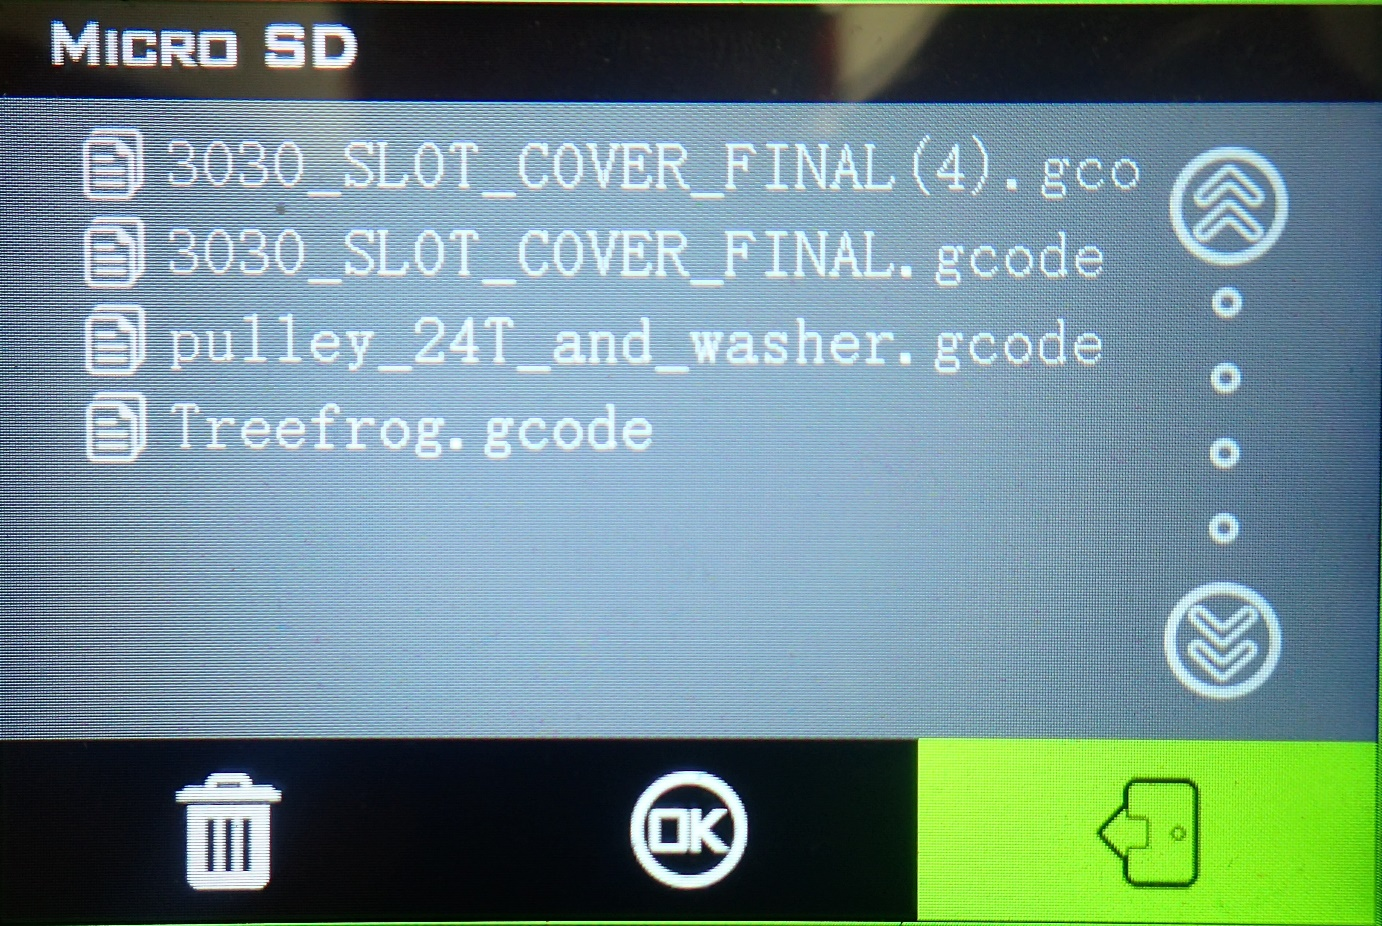 MICRO SD
3030_SLOT_COVER_FINAL(4).gco
3030_SLOT_COVER_FINAL.gcode
pulley_24T_and_washer.gcode
Treefrog.gcode
OK